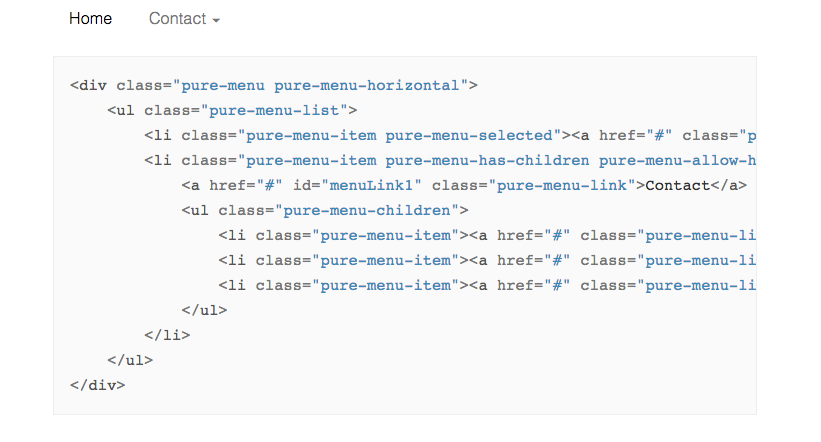 Home Contact
<div class="pure-menu pure-menu-horizontal">
    <ul class="pure-menu-list">
        <li class="pure-menu-item pure-menu-selected"><a href="#" class="p
        <li class="pure-menu-item pure-menu-has-children pure-menu-allow-h
            <a href="#" id="menuLink1" class="pure-menu-link">Contact</a>
            <ul class="pure-menu-children">
                <li class="pure-menu-item"><a href="#" class="pure-menu-li
                <li class="pure-menu-item"><a href="#" class="pure-menu-li
                <li class="pure-menu-item"><a href="#" class="pure-menu-li
            </ul>
        </li>
    </ul>
</div>